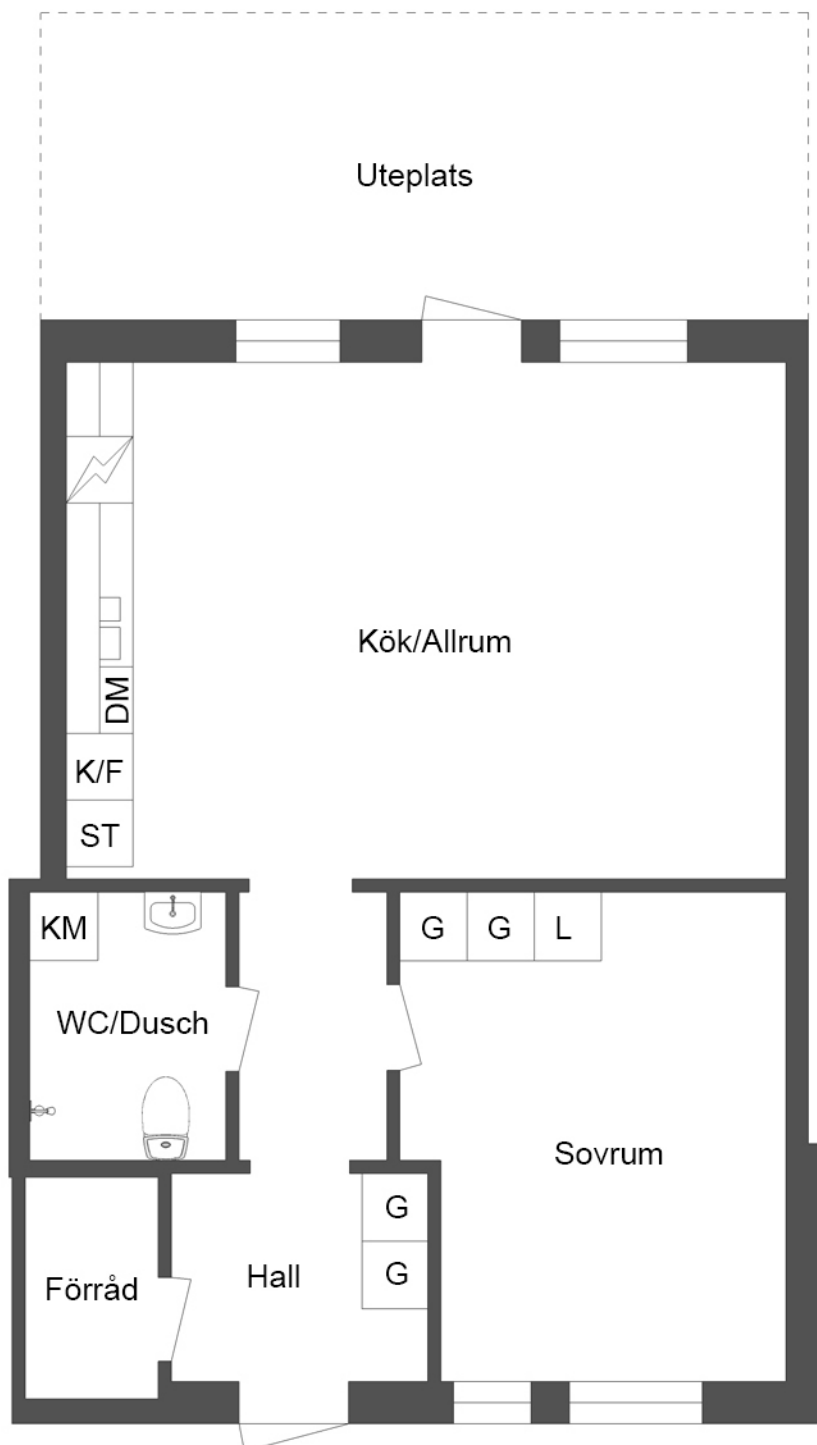 Uteplats
Kök/Allrum
DM
K/F
ST
KM
G G L
WC/Dusch
Sovrum
G
Hall
G
Förråd